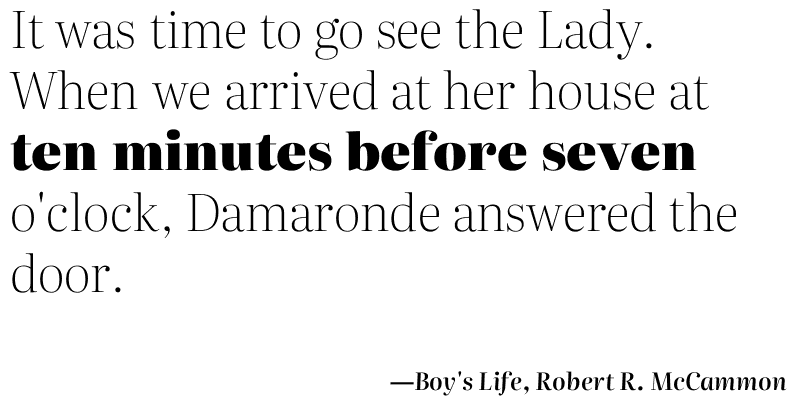 It was time to go see the Lady.
When we arrived at her house at
ten minutes before seven
o'clock, Damaronde answered the
door.
—Boy's Life, Robert R. McCammon